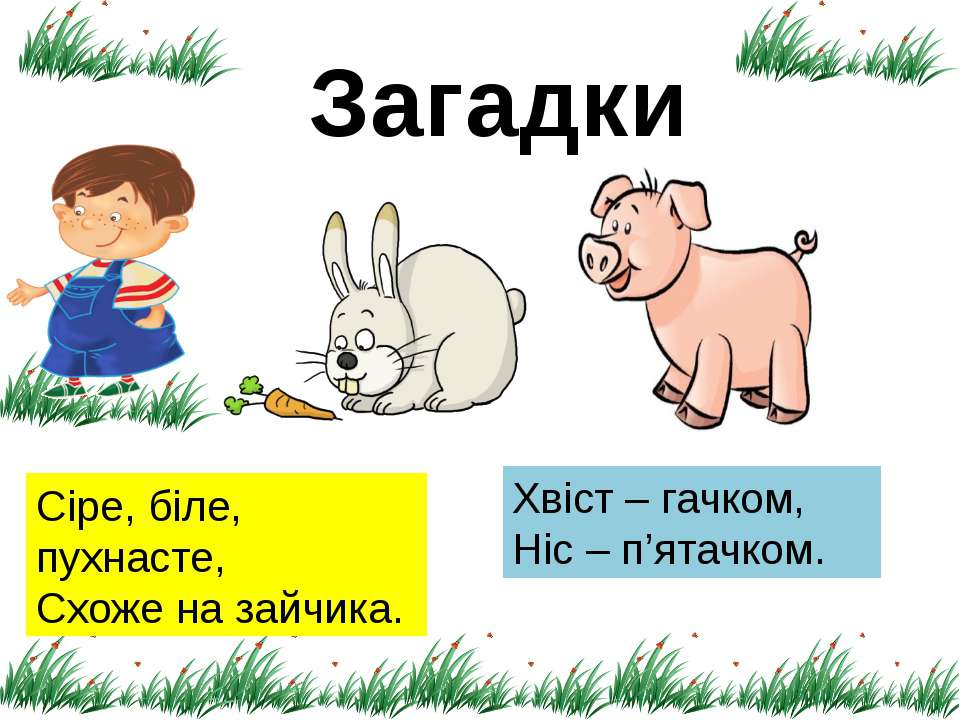 Загадки
Сіре, біле,
пухнасте,
Схоже на зайчика.
Хвіст – гачком,
Ніс – п’ятачком.